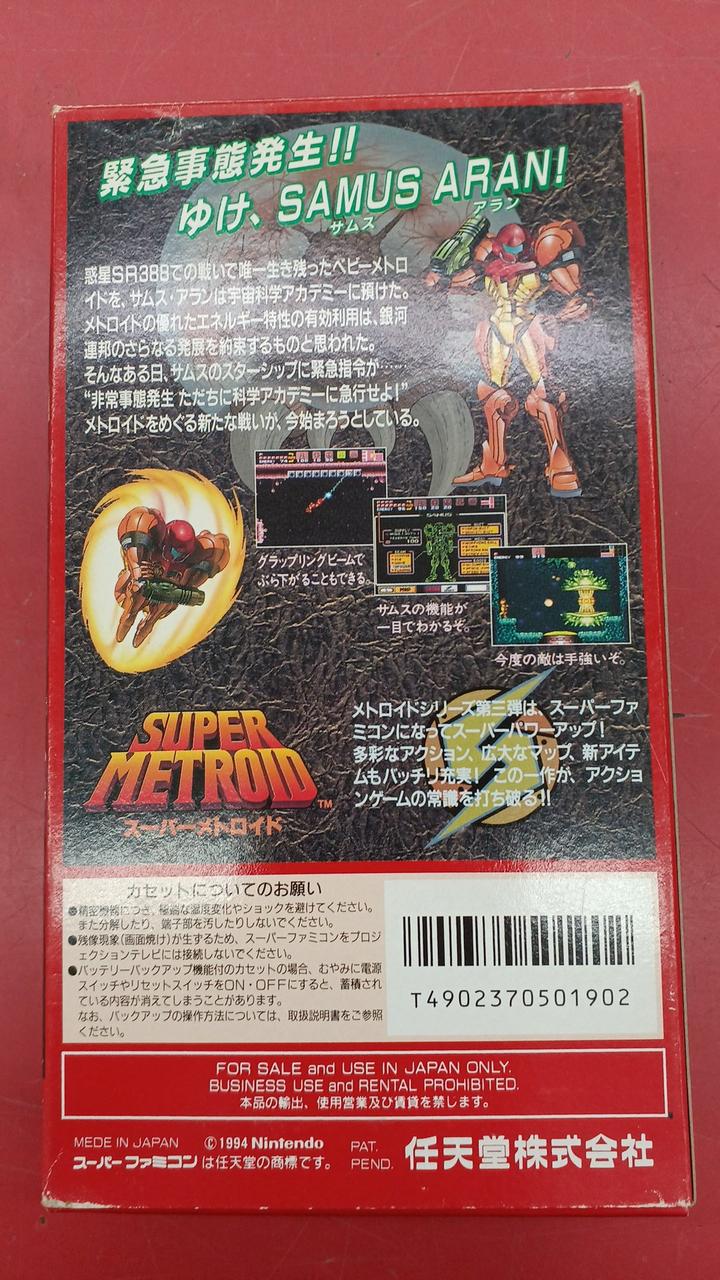 緊急事態発生!!
ゆけ、SAMUS ARAN!
サムス アラン
惑星SR388での戦いで唯一生き残ったベビーメトロ
イドを、サムス・アランは宇宙科学アカデミーに預けた。
メトロイドの優れたエネルギー特性の有効利用は、銀河
連邦のさらなる発展を約束するものと思われた。
そんなある日、サムスのスターシップに緊急指令が……
“非常事態発生 ただちに科学アカデミーに急行せよ!”
メトロイドをめぐる新たな戦いが、今始まろうとしている。
グラップリングビームで
ぶら下がることもできる。
SAMUS
サムスの機能が
一目でわかるぞ。
今度の敵は手強いぞ。
SUPER
METROID™
スーパーメトロイド
メトロイドシリーズ第三弾は、スーパーファ
ミコンになってスーパーパワーアップ!
多彩なアクション、広大なマップ、新アイテ
ムもバッチリ充実! この一作が、アクショ
ンゲームの常識を打ち破る!!
カセットについてのお願い
●精密機器につき、極端な温度変化やショックを避けてください。
また分解したり、端子部を汚したりしないでください。
●残像現象(画面焼け)が生ずるため、スーパーファミコンをプロジ
ェクションテレビには接続しないでください。
●バッテリーバックアップ機能付のカセットの場合、むやみに電源
スイッチやリセットスイッチをON・OFFにすると、蓄積され
ている内容が消えてしまうことがあります。
なお、バックアップの操作方法については、取扱説明書をご参照
ください。
T4902370501902
FOR SALE and USE IN JAPAN ONLY.
BUSINESS USE and RENTAL PROHIBITED.
本品の輸出、使用営業及び賃貸を禁じます。
MEDE IN JAPAN ©1994 Nintendo
スーパーファミコンは任天堂の商標です。
PAT.
PEND.
任天堂株式会社